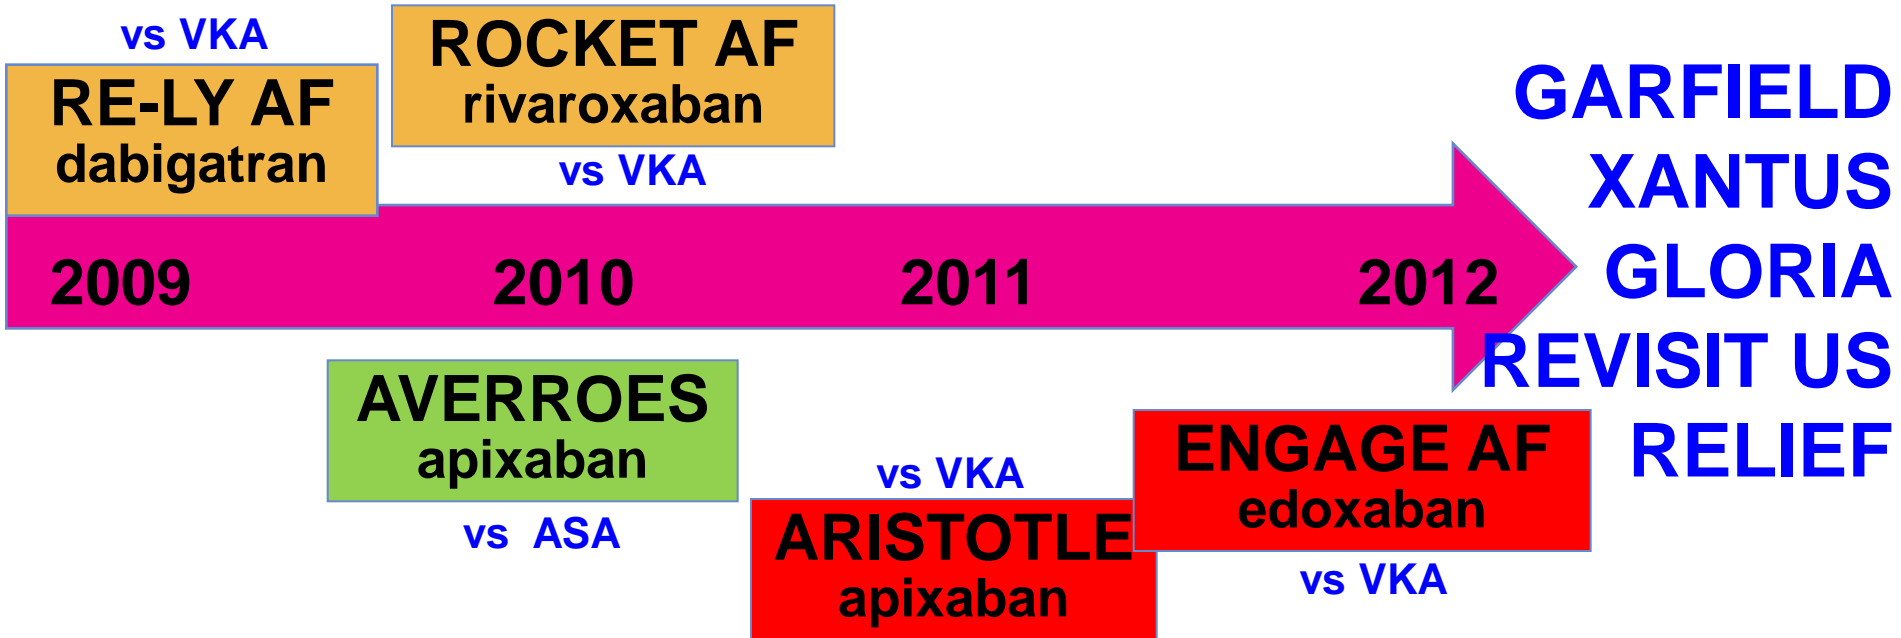 vs VKA
RE-LY AF
dabigatran
ROCKET AF
rivaroxaban
vs VKA
2009 2010 2011 2012
AVERROES
apixaban
vs ASA
vs VKA
ARISTOTLE
apixaban
ENGAGE AF
edoxaban
vs VKA
GARFIELD
XANTUS
GLORIA
REVISIT US
RELIEF